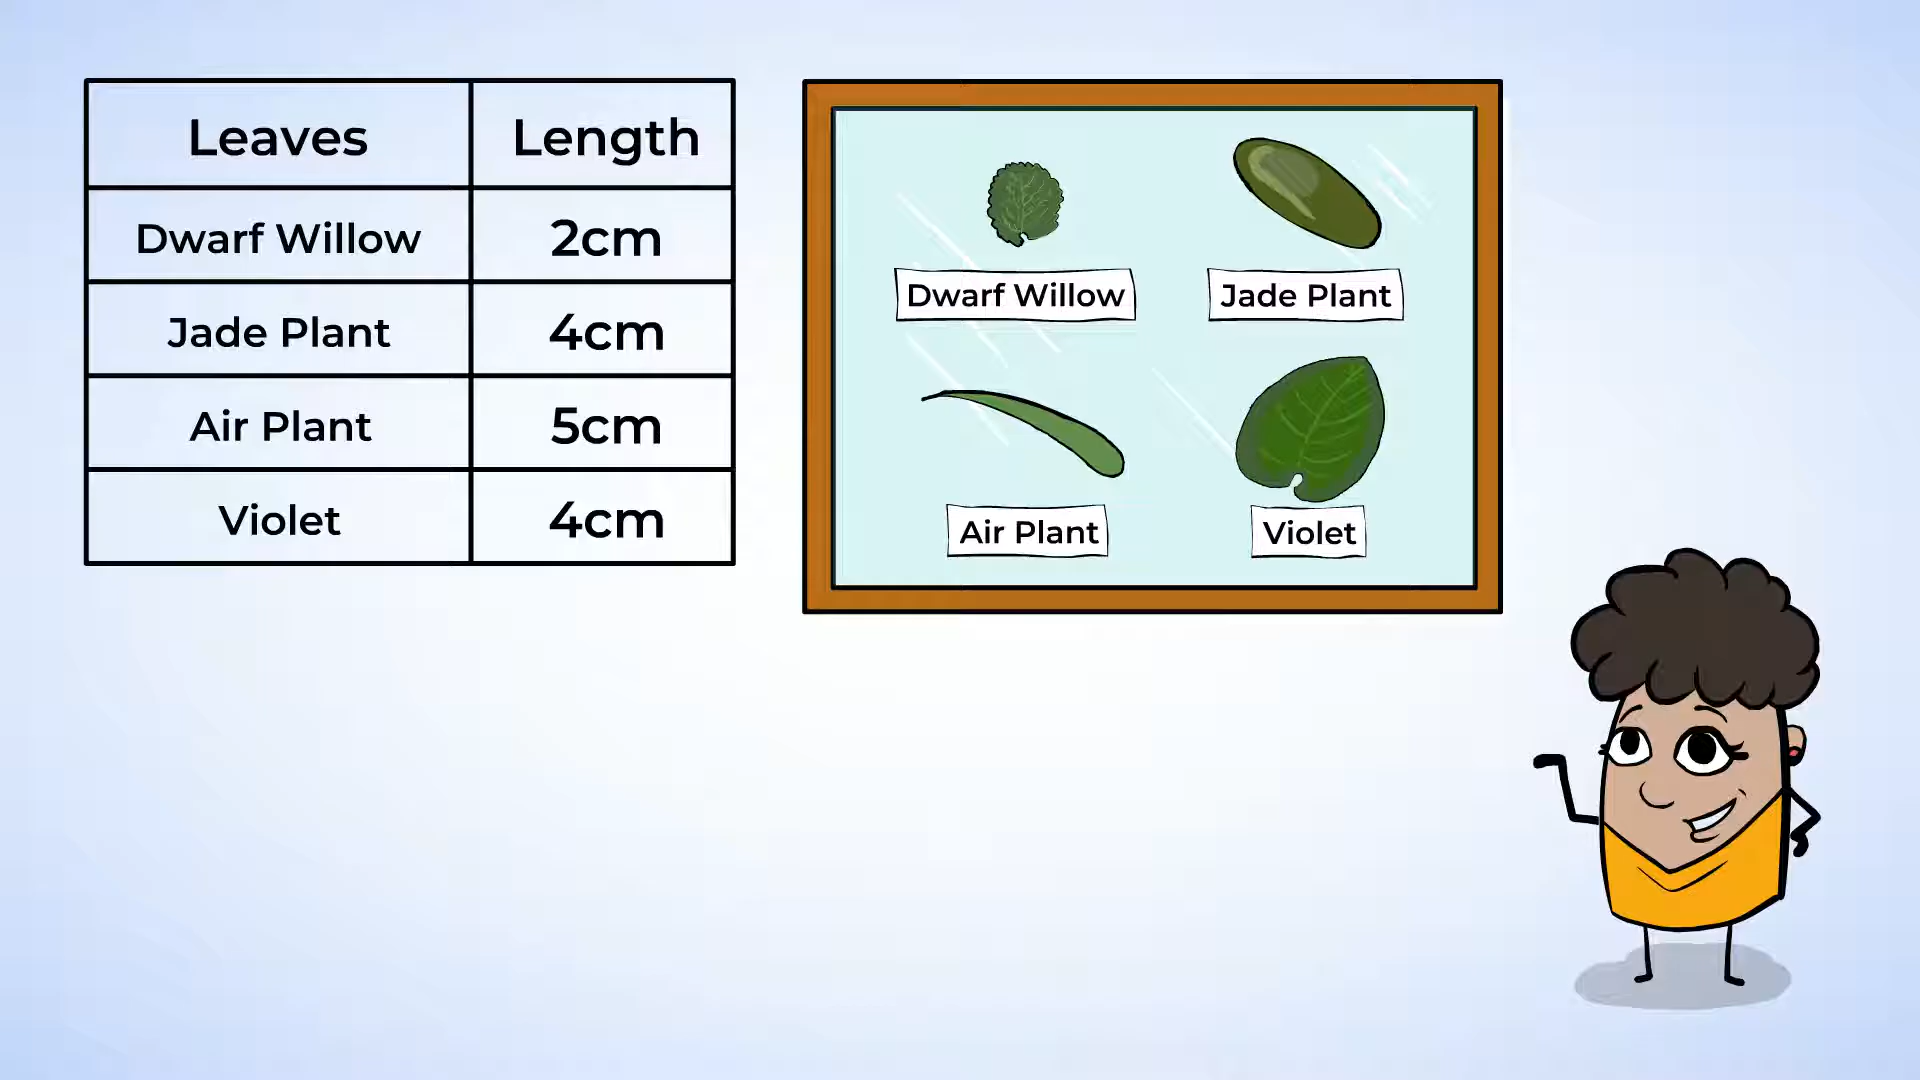 Leaves Length
Dwarf Willow 2cm
Jade Plant 4cm
Air Plant 5cm
Violet 4cm
Dwarf Willow
Jade Plant
Air Plant
Violet